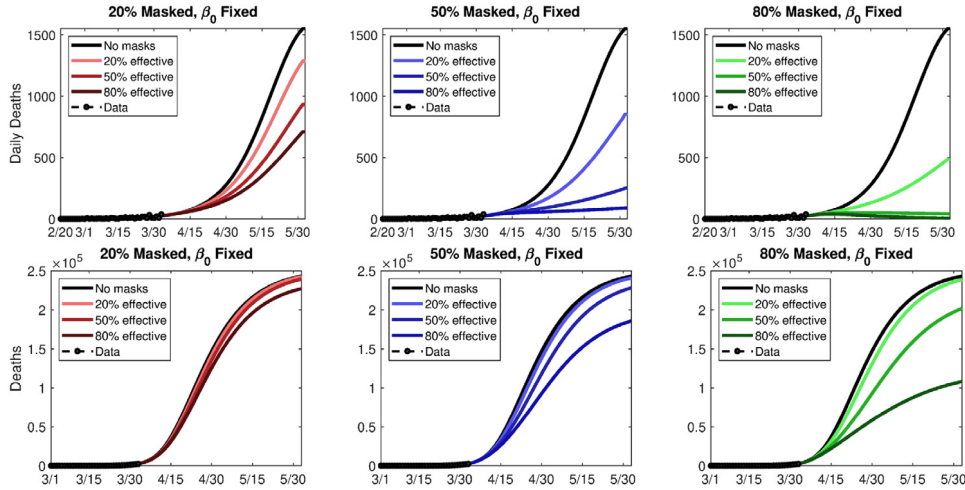 20% Masked, β0 Fixed
1500
1000
500
0
Daily Deaths
No masks
20% effective
50% effective
80% effective
Data
2/20 3/1 3/15 3/30 4/15 4/30 5/15 5/30
50% Masked, β0 Fixed
1500
1000
500
0
No masks
20% effective
50% effective
80% effective
Data
2/20 3/1 3/15 3/30 4/15 4/30 5/15 5/30
80% Masked, β0 Fixed
1500
1000
500
0
No masks
20% effective
50% effective
80% effective
Data
2/20 3/1 3/15 3/30 4/15 4/30 5/15 5/30
20% Masked, β0 Fixed
× 10^5
2.5
2
1.5
1
0.5
0
Deaths
No masks
20% effective
50% effective
80% effective
Data
3/1 3/15 3/30 4/15 4/30 5/15 5/30
50% Masked, β0 Fixed
× 10^5
2.5
2
1.5
1
0.5
0
No masks
20% effective
50% effective
80% effective
Data
3/1 3/15 3/30 4/15 4/30 5/15 5/30
80% Masked, β0 Fixed
× 10^5
2.5
2
1.5
1
0.5
0
No masks
20% effective
50% effective
80% effective
Data
3/1 3/15 3/30 4/15 4/30 5/15 5/30